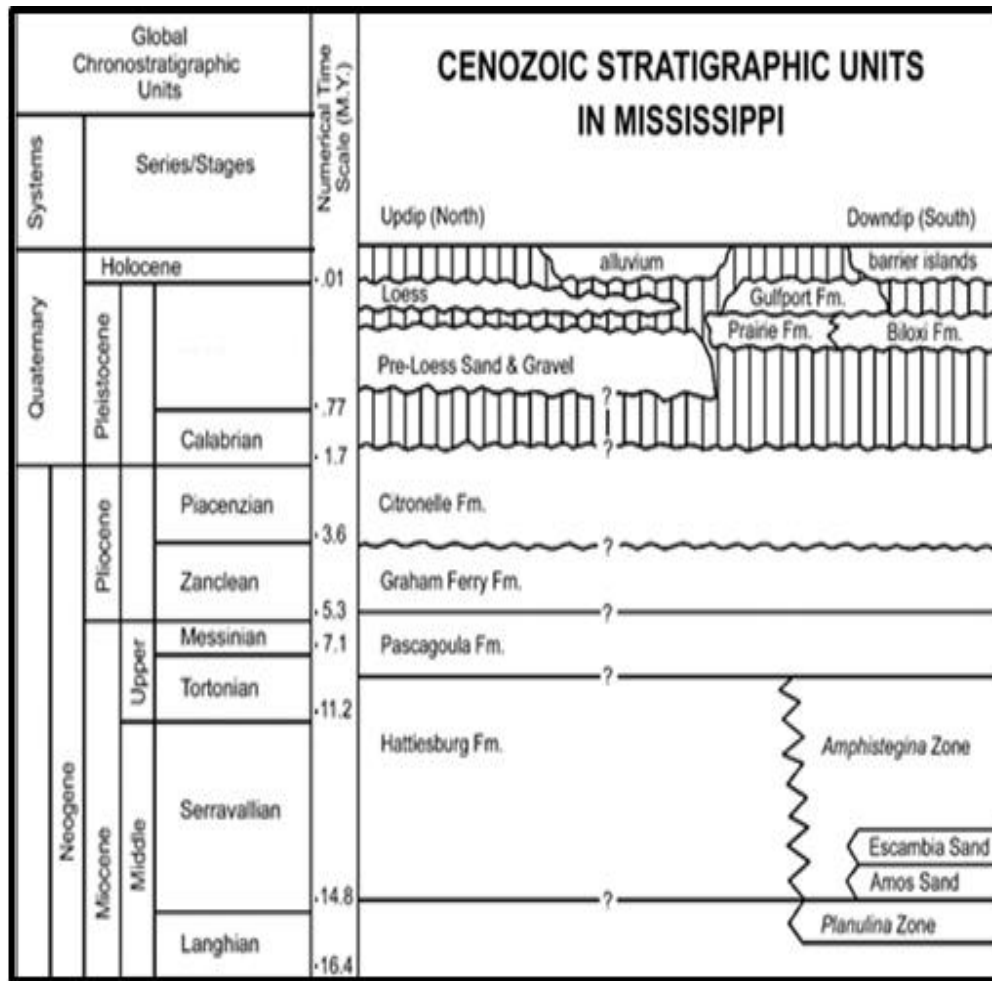 Global
Chronostratigraphic
Units
Numerical Time
Scale (M.Y.)
CENOZOIC STRATIGRAPHIC UNITS
IN MISSISSIPPI
Systems
Series/Stages
Updip (North)
Downdip (South)
Quaternary
Holocene
.01
alluvium
barrier islands
Pleistocene
Loess
Gulfport Fm.
Prairie Fm.
Biloxi Fm.
Pre-Loess Sand & Gravel
.77
?
Calabrian
1.7
?
Neogene
Pliocene
Piacenzian
Citronelle Fm.
3.6
?
Zanclean
Graham Ferry Fm.
5.3
?
Miocene
Upper
Messinian
7.1
Pascagoula Fm.
?
Tortonian
11.2
Middle
Hattiesburg Fm.
Amphistegina Zone
Serravallian
Escambia Sand
Amos Sand
14.8
?
Planulina Zone
Langhian
16.4